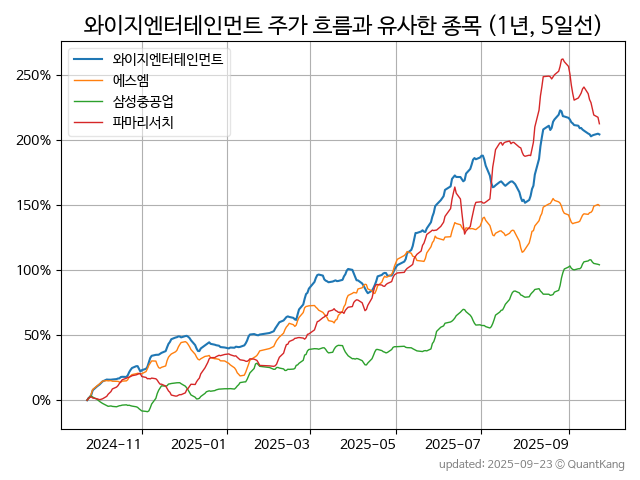 와이지엔터테인먼트 주가 흐름과 유사한 종목 (1년, 5일선)
와이지엔터테인먼트
에스엠
삼성중공업
파마리서치
250%
200%
150%
100%
50%
0%
2024-11 2025-01 2025-03 2025-05 2025-07 2025-09
updated: 2025-09-23 © QuantKang